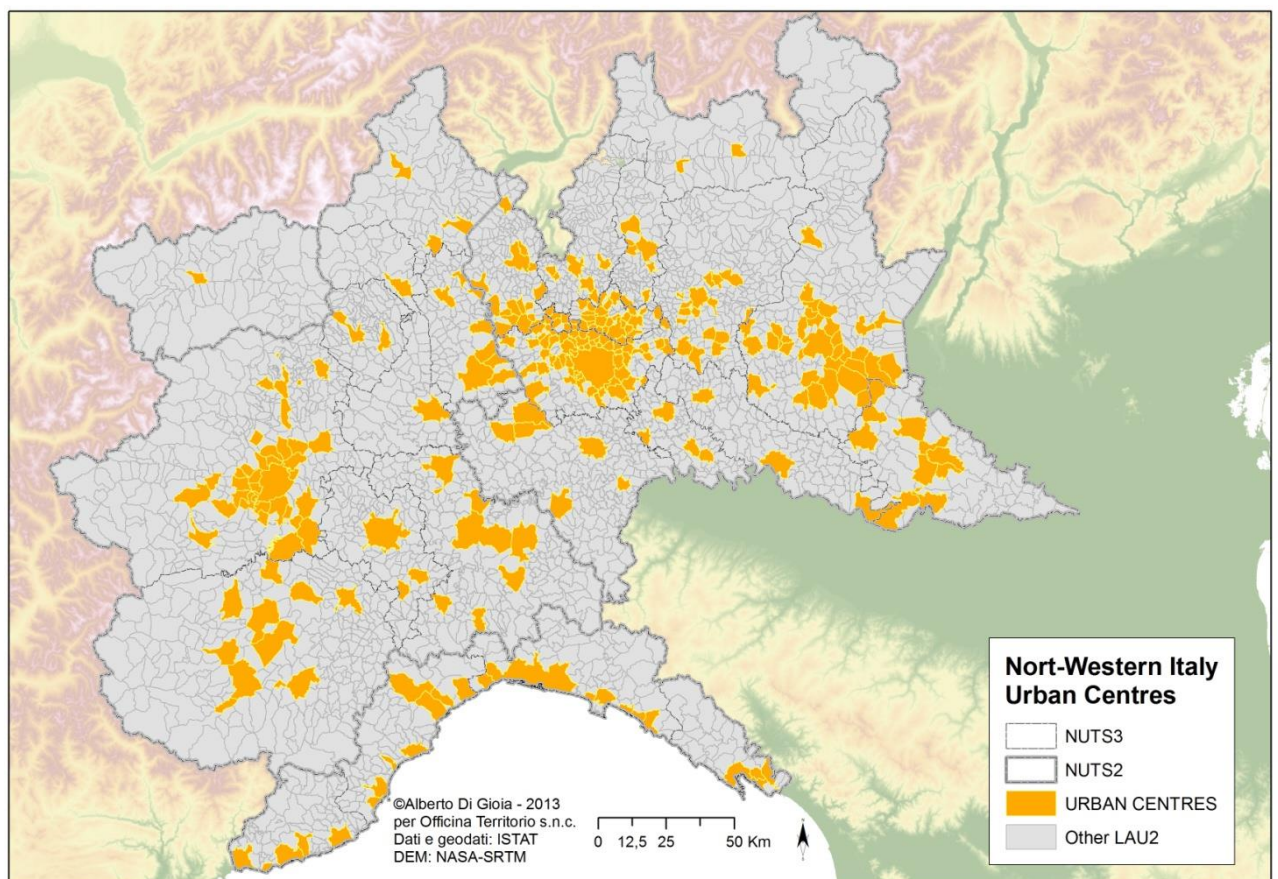 Nort-Western Italy
Urban Centres
NUTS3
NUTS2
URBAN CENTRES
Other LAU2
©Alberto Di Gioia - 2013
per Officina Territorio s.n.c.
Dati e geodati: ISTAT
DEM: NASA-SRTM
0 12,5 25 50 Km